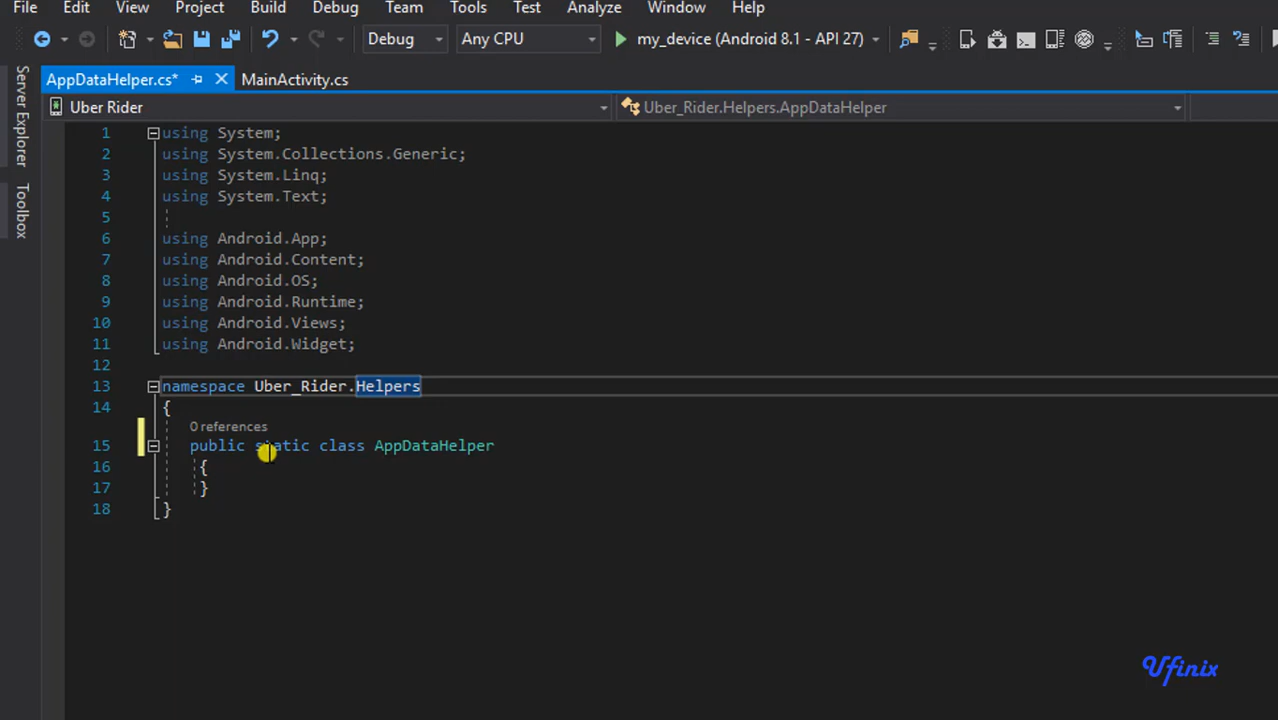 File Edit View Project Build Debug Team Tools Test Analyze Window Help
Debug Any CPU my_device (Android 8.1 - API 27)
AppDataHelper.cs* MainActivity.cs
Uber Rider Uber_Rider.Helpers.AppDataHelper
Server Explorer
Toolbox
1 using System;
2 using System.Collections.Generic;
3 using System.Linq;
4 using System.Text;
5
6 using Android.App;
7 using Android.Content;
8 using Android.OS;
9 using Android.Runtime;
10 using Android.Views;
11 using Android.Widget;
12
13 namespace Uber_Rider.Helpers
14 {
0 references
15 public static class AppDataHelper
16 {
17 }
18 }
Ufinix